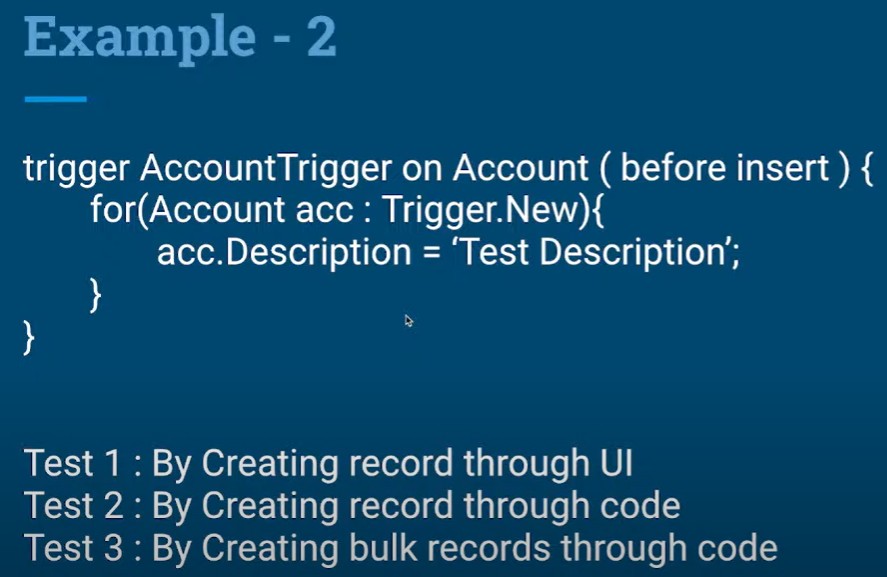 Example - 2
trigger AccountTrigger on Account ( before insert ) {
for(Account acc : Trigger.New){
acc.Description = ‘Test Description’;
}
}
Test 1 : By Creating record through UI
Test 2 : By Creating record through code
Test 3 : By Creating bulk records through code